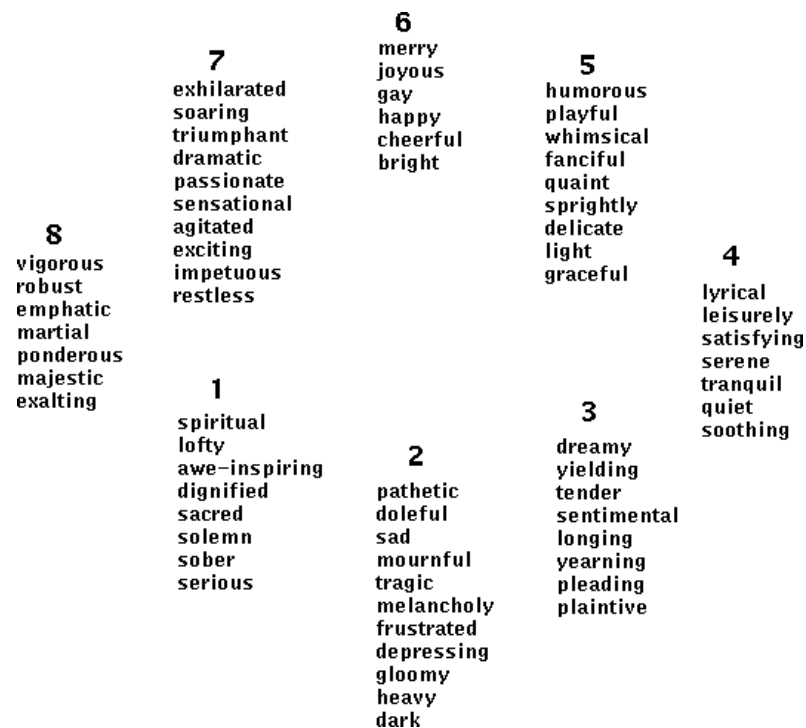 6
merry
joyous
gay
happy
cheerful
bright
7
exhilarated
soaring
triumphant
dramatic
passionate
sensational
agitated
exciting
impetuous
restless
5
humorous
playful
whimsical
fanciful
quaint
sprightly
delicate
light
graceful
8
vigorous
robust
emphatic
martial
ponderous
majestic
exalting
4
lyrical
leisurely
satisfying
serene
tranquil
quiet
soothing
1
spiritual
lofty
awe-inspiring
dignified
sacred
solemn
sober
serious
2
pathetic
doleful
sad
mournful
tragic
melancholy
frustrated
depressing
gloomy
heavy
dark
3
dreamy
yielding
tender
sentimental
longing
yearning
pleading
plaintive